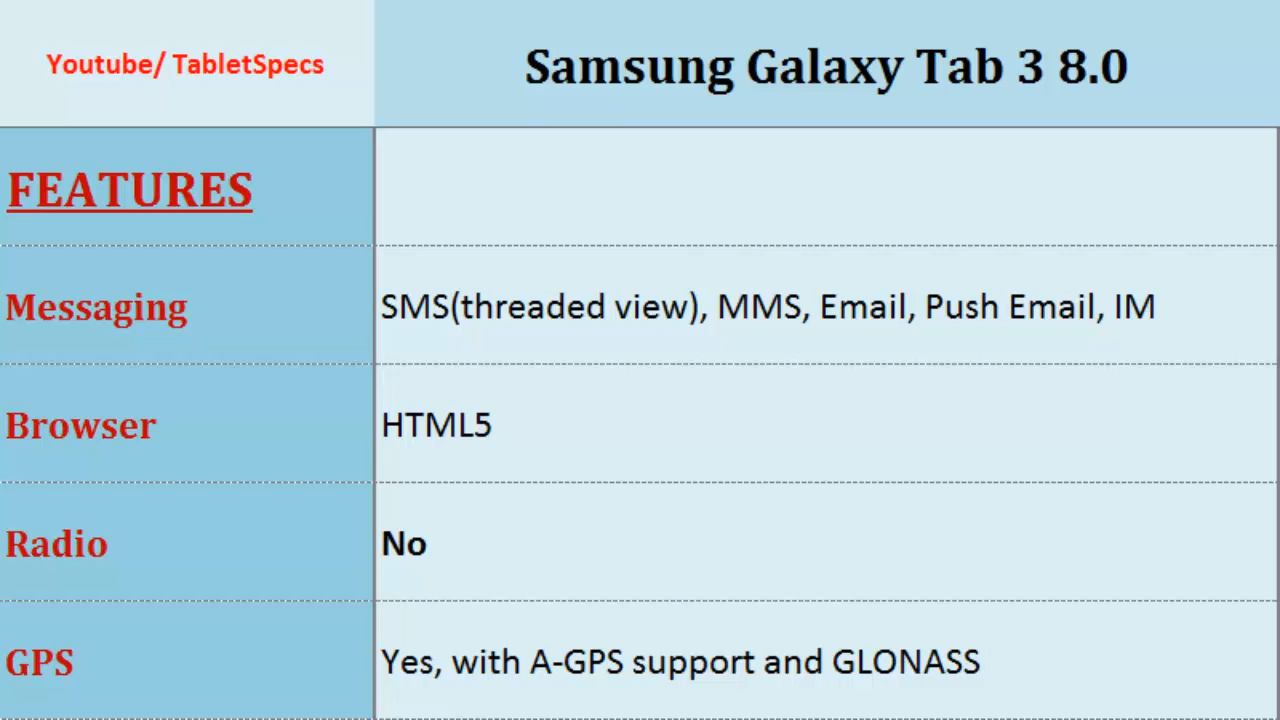 Youtube/ TabletSpecs
Samsung Galaxy Tab 3 8.0
FEATURES
Messaging
SMS(threaded view), MMS, Email, Push Email, IM
Browser
HTML5
Radio
No
GPS
Yes, with A-GPS support and GLONASS